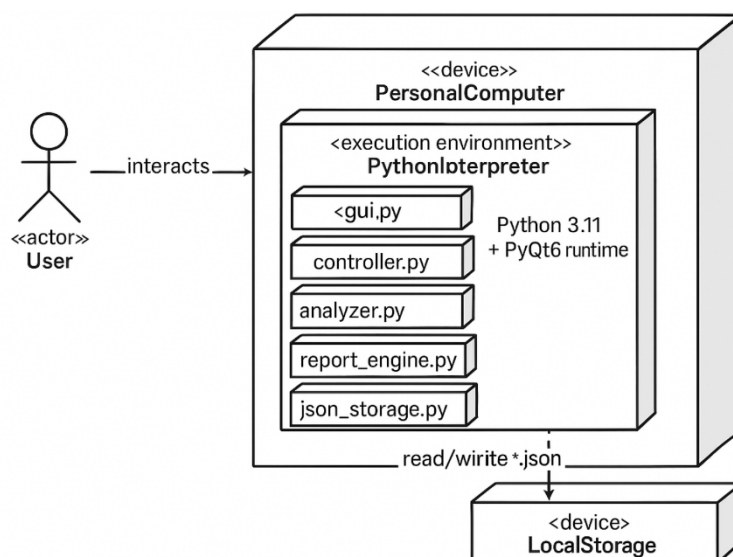 <<device>>
PersonalComputer
<execution environment>>
PythonIpterpreter
<gui,py
controller.py
analyzer.py
report_engine.py
json_storage.py
Python 3.11
+ PyQt6 runtime
interacts
«actor»
User
read/wirite *.json
<device>
LocalStorage